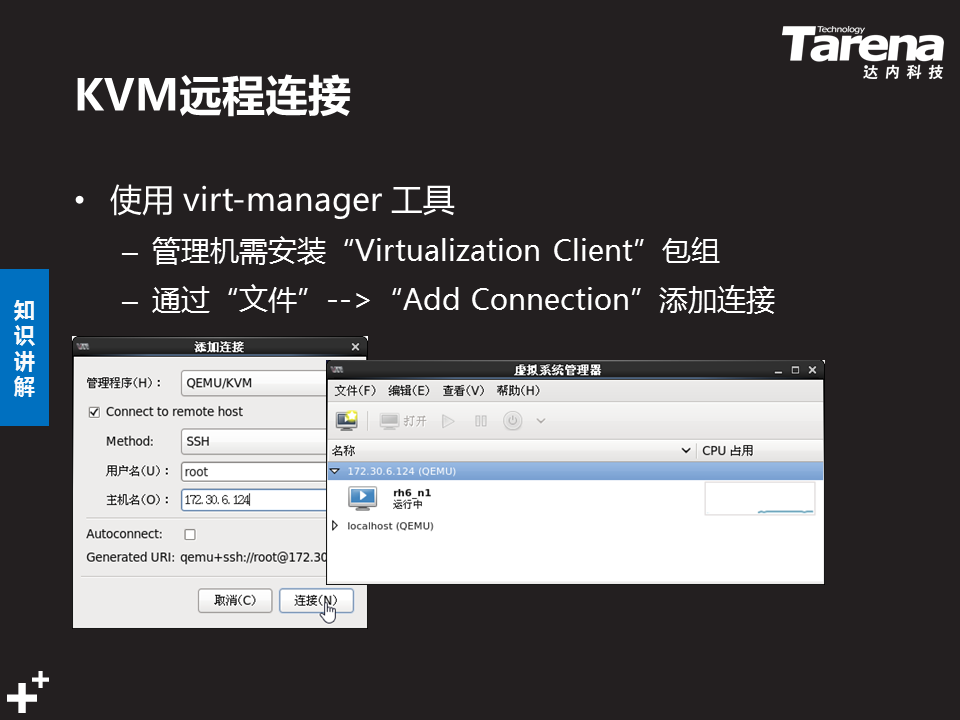 Technology
Tarena
达内科技
KVM远程连接
• 使用 virt-manager 工具
– 管理机需安装“Virtualization Client”包组
– 通过“文件”-->“Add Connection”添加连接
知识讲解
添加连接
管理程序(H)： QEMU/KVM
Connect to remote host
Method: SSH
用户名(U)： root
主机名(O)： 172.30.6.124
Autoconnect:
Generated URI: qemu+ssh://root@172.30
取消(C) 连接(N)
虚拟系统管理器
文件(F) 编辑(E) 查看(V) 帮助(H)
打开
名称 CPU 占用
172.30.6.124 (QEMU)
rh6_n1
运行中
localhost (QEMU)